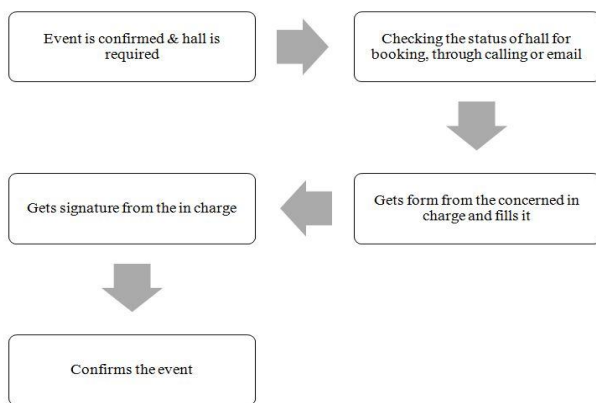 Event is confirmed & hall is
required
Checking the status of hall for
booking, through calling or email
Gets form from the concerned in
charge and fills it
Gets signature from the in charge
Confirms the event